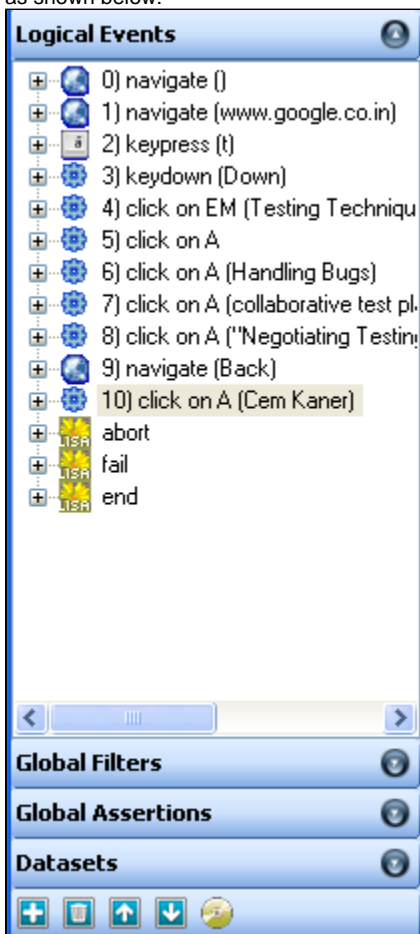 as shown below.
Logical Events
0) navigate ()
1) navigate (www.google.co.in)
2) keypress (t)
3) keydown (Down)
4) click on EM (Testing Techniqu
5) click on A
6) click on A (Handling Bugs)
7) click on A (collaborative test pl
8) click on A ("Negotiating Testin
9) navigate (Back)
10) click on A (Cem Kaner)
LISA abort
LISA fail
LISA end
Global Filters
Global Assertions
Datasets